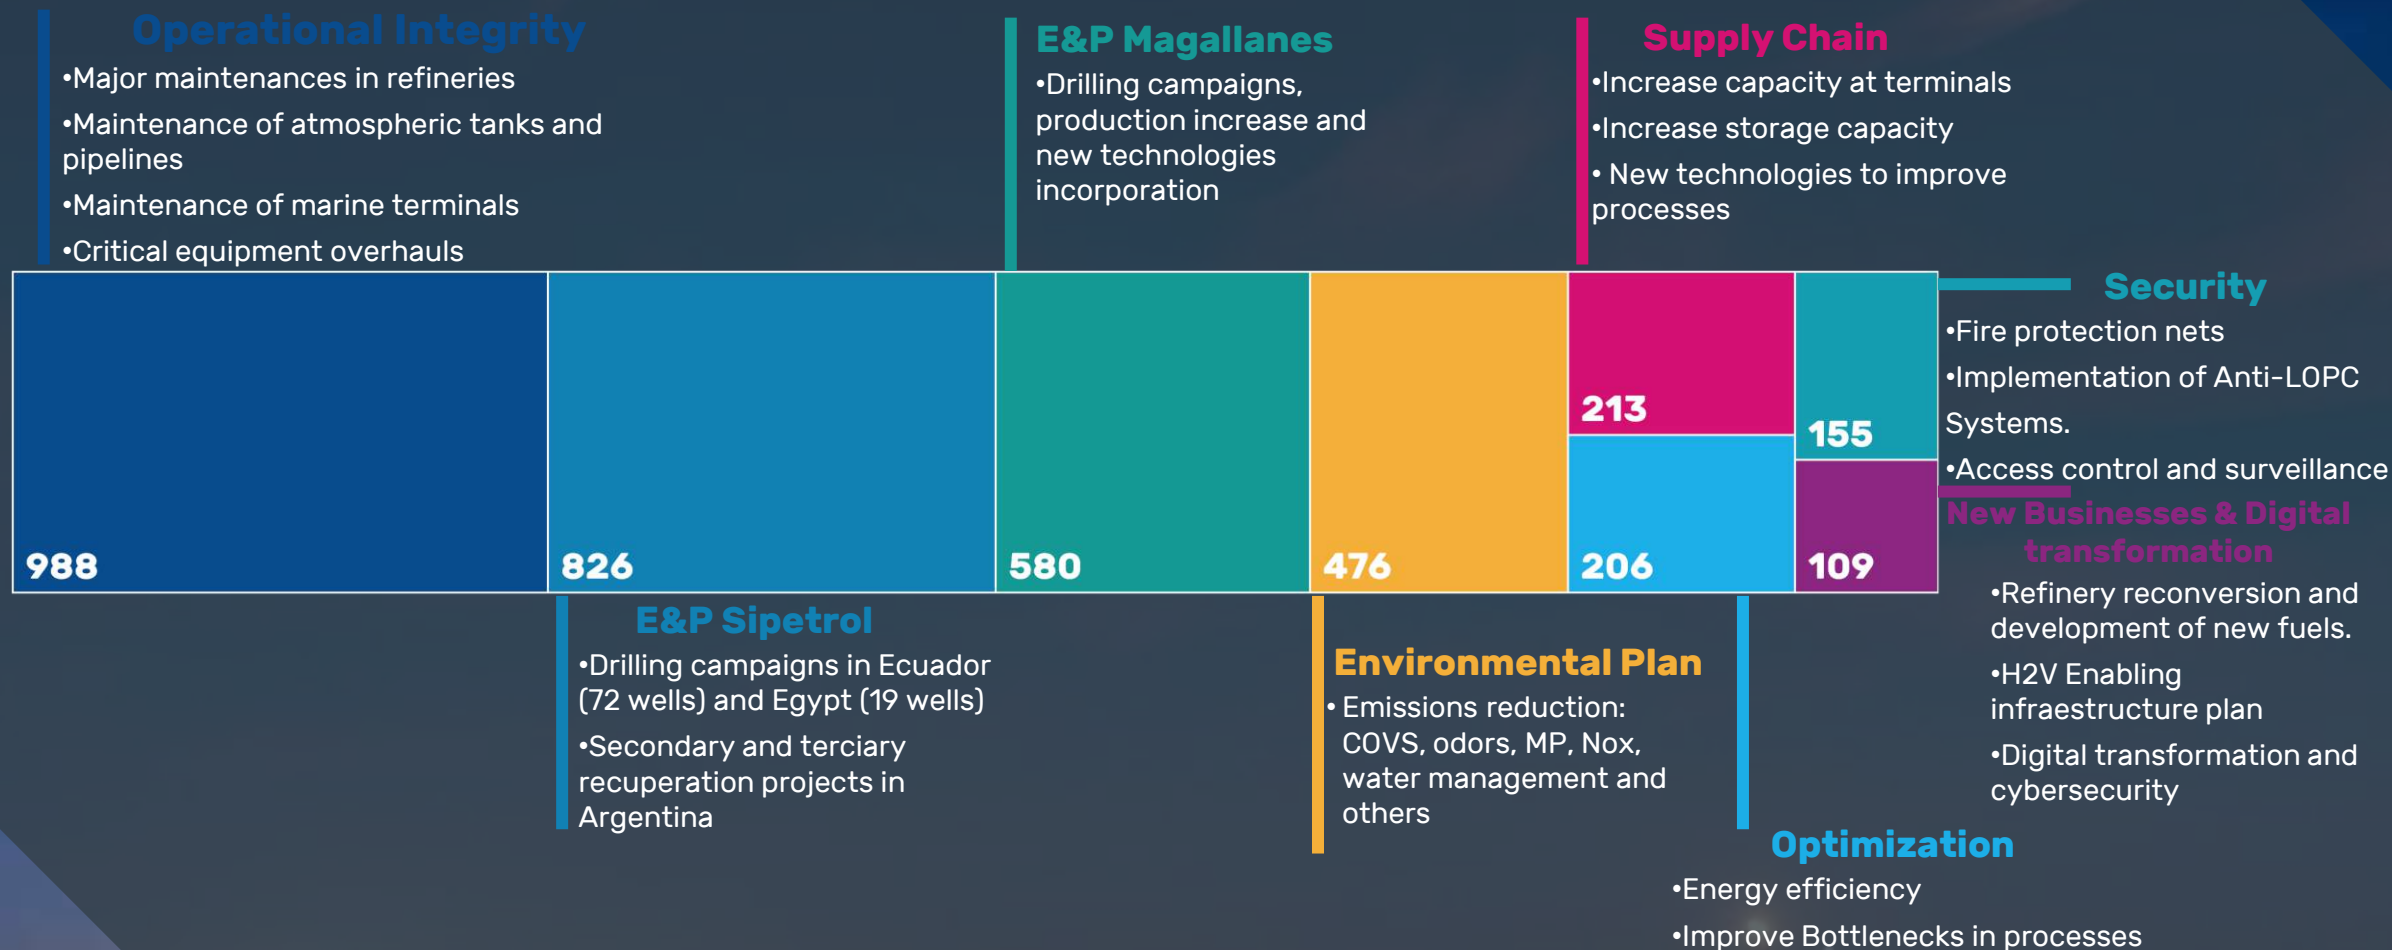 Operational Integrity
•Major maintenances in refineries
•Maintenance of atmospheric tanks and
pipelines
•Maintenance of marine terminals
•Critical equipment overhauls
E&P Magallanes
•Drilling campaigns,
production increase and
new technologies
incorporation
Supply Chain
•Increase capacity at terminals
•Increase storage capacity
• New technologies to improve
processes
988
826
580
476
213
206
155
109
Security
•Fire protection nets
•Implementation of Anti-LOPC
Systems.
•Access control and surveillance
New Businesses & Digital
transformation
•Refinery reconversion and
development of new fuels.
•H2V Enabling
infraestructure plan
•Digital transformation and
cybersecurity
E&P Sipetrol
•Drilling campaigns in Ecuador
(72 wells) and Egypt (19 wells)
•Secondary and terciary
recuperation projects in
Argentina
Environmental Plan
• Emissions reduction:
COVS, odors, MP, Nox,
water management and
others
Optimization
•Energy efficiency
•Improve Bottlenecks in processes